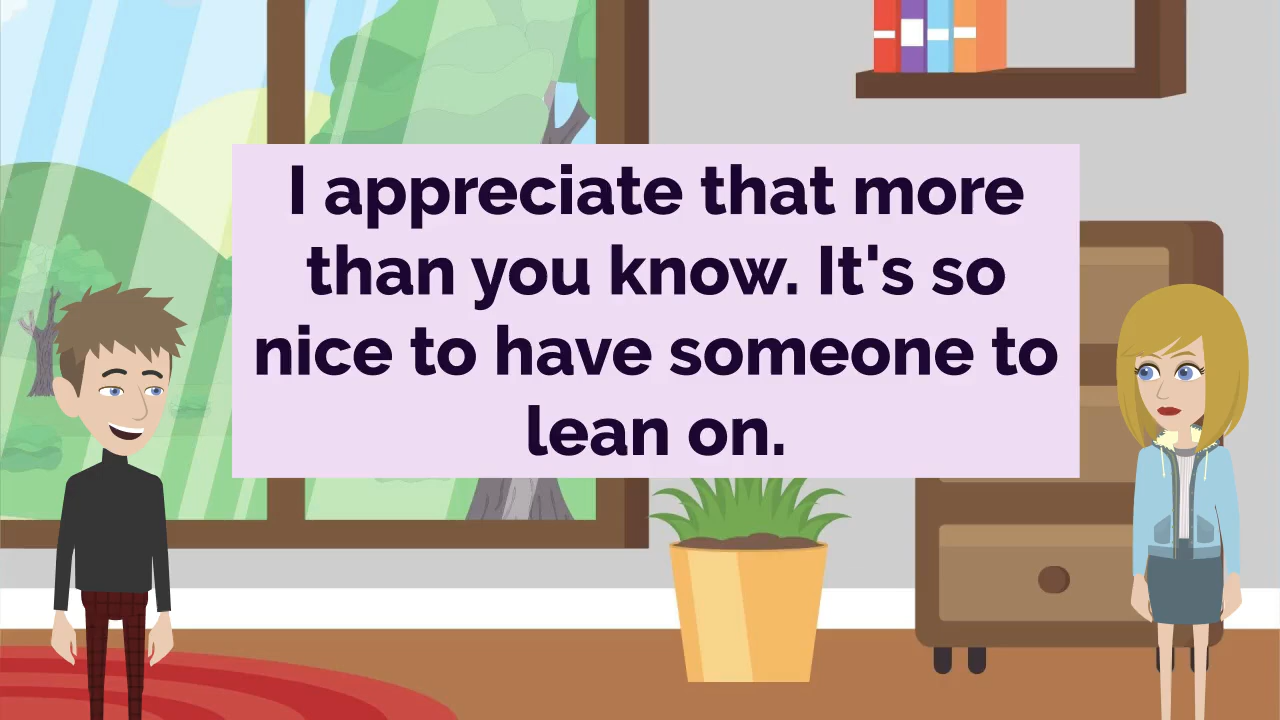 I appreciate that more
than you know. It's so
nice to have someone to
lean on.